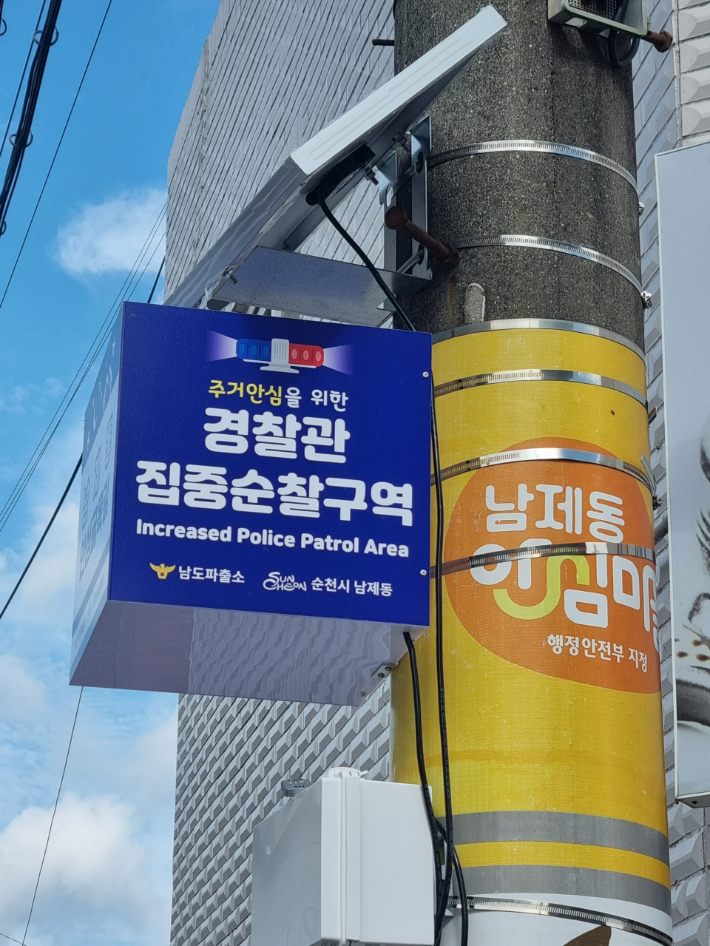 주거안심을 위한
경찰관
집중순찰구역
Increased Police Patrol Area
남도파출소
SUNCHEON 순천시 남제동
남제동
안심마
행정안전부 지정